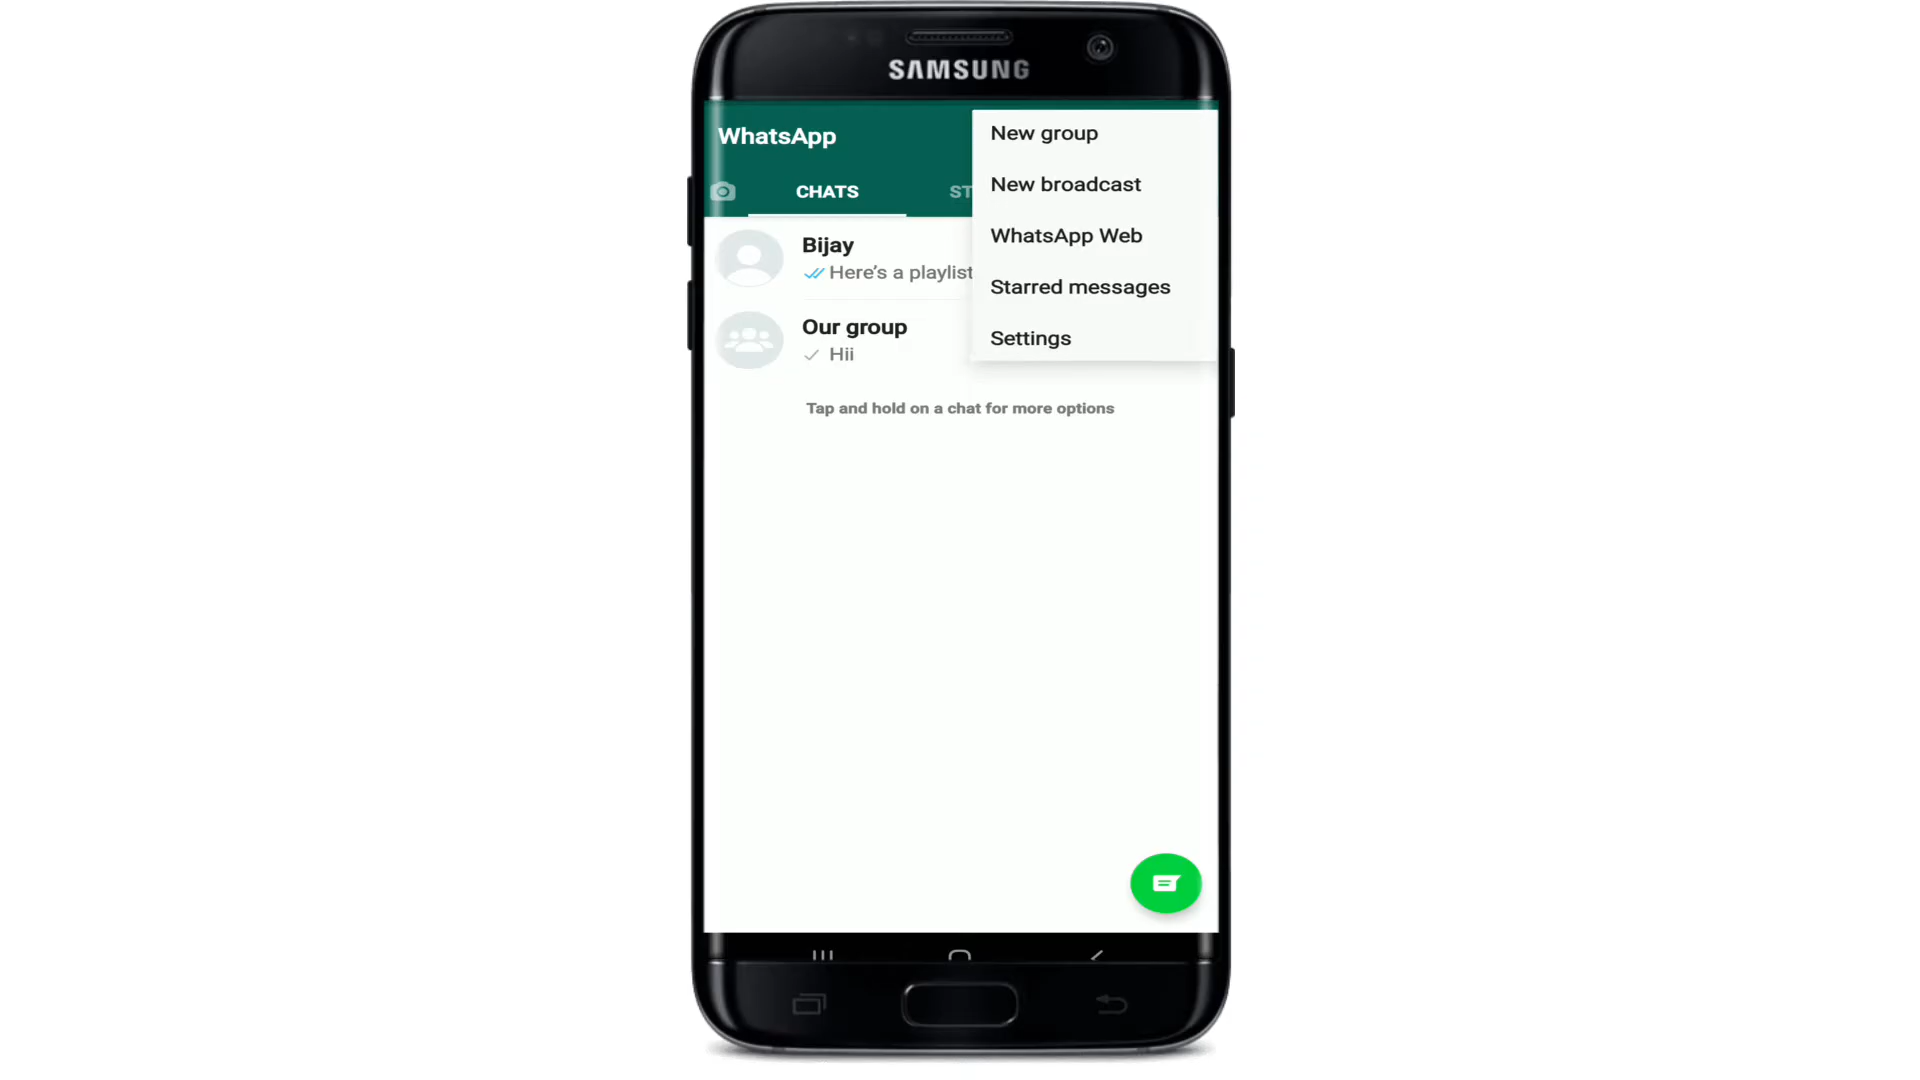 SAMSUNG
WhatsApp
CHATS
ST
New group
New broadcast
WhatsApp Web
Starred messages
Settings
Bijay
Here's a playlist
Our group
Hii
Tap and hold on a chat for more options